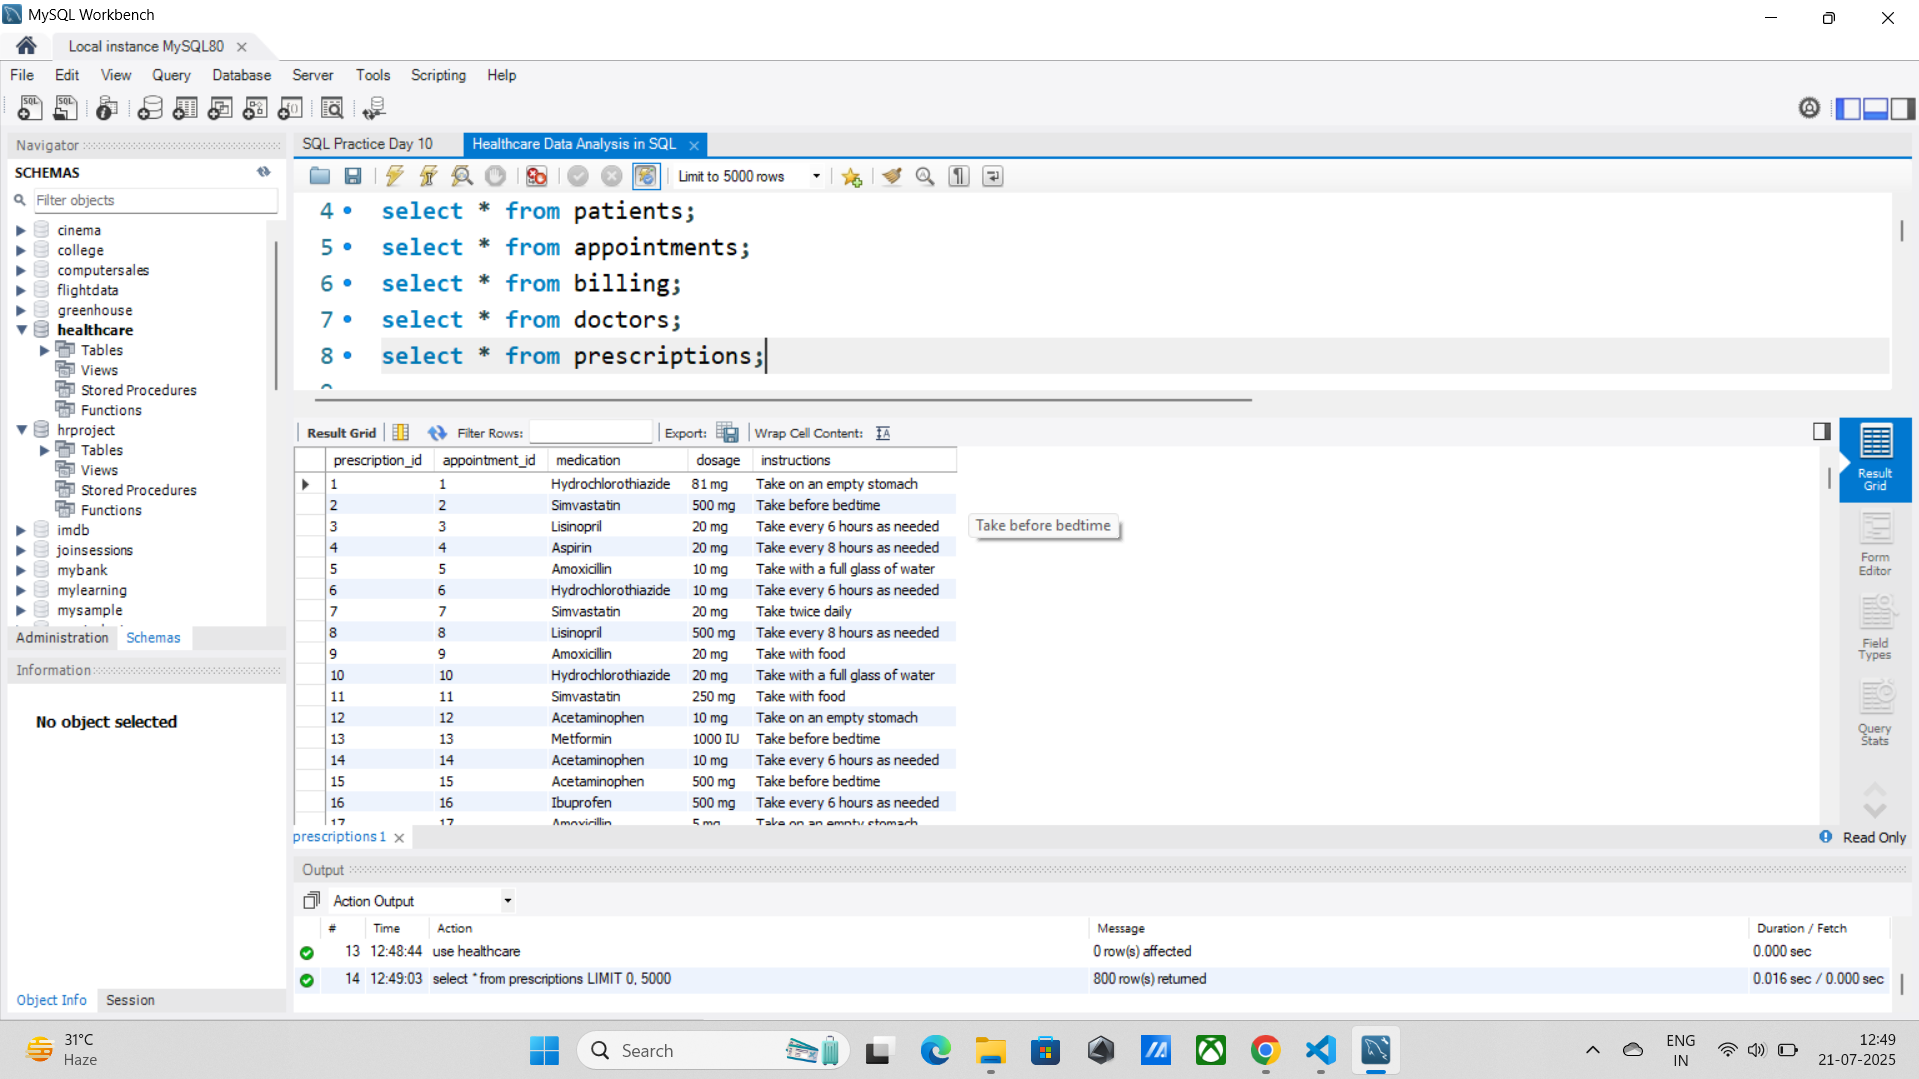 MySQL Workbench
Local instance MySQL80
File Edit View Query Database Server Tools Scripting Help
Navigator
SCHEMAS
Filter objects
cinema
college
computersales
flightdata
greenhouse
healthcare
Tables
Views
Stored Procedures
Functions
hrproject
Tables
Views
Stored Procedures
Functions
imdb
joinsessions
mybank
mylearning
mysample
Administration Schemas
Information
No object selected
Object Info Session
SQL Practice Day 10 Healthcare Data Analysis in SQL
Limit to 5000 rows
4 select * from patients;
5 select * from appointments;
6 select * from billing;
7 select * from doctors;
8 select * from prescriptions;
Result Grid Filter Rows: Export: Wrap Cell Content:
prescription_id appointment_id medication dosage instructions
1 1 Hydrochlorothiazide 81 mg Take on an empty stomach
2 2 Simvastatin 500 mg Take before bedtime
3 3 Lisinopril 20 mg Take every 6 hours as needed
Take before bedtime
4 4 Aspirin 20 mg Take every 8 hours as needed
5 5 Amoxicillin 10 mg Take with a full glass of water
6 6 Hydrochlorothiazide 10 mg Take every 6 hours as needed
7 7 Simvastatin 20 mg Take twice daily
8 8 Lisinopril 500 mg Take every 8 hours as needed
9 9 Amoxicillin 20 mg Take with food
10 10 Hydrochlorothiazide 20 mg Take with a full glass of water
11 11 Simvastatin 250 mg Take with food
12 12 Acetaminophen 10 mg Take on an empty stomach
13 13 Metformin 1000 IU Take before bedtime
14 14 Acetaminophen 10 mg Take every 6 hours as needed
15 15 Acetaminophen 500 mg Take before bedtime
16 16 Ibuprofen 500 mg Take every 6 hours as needed
17 17 Amoxicillin 5 mg Take on an empty stomach
Result
Grid
Form
Editor
Field
Types
Query
Stats
prescriptions 1
Read Only
Output
Action Output
# Time Action Message Duration / Fetch
13 12:48:44 use healthcare 0 row(s) affected 0.000 sec
14 12:49:03 select * from prescriptions LIMIT 0, 5000 800 row(s) returned 0.016 sec / 0.000 sec
31°C
Haze
Search
ENG
IN
12:49
21-07-2025